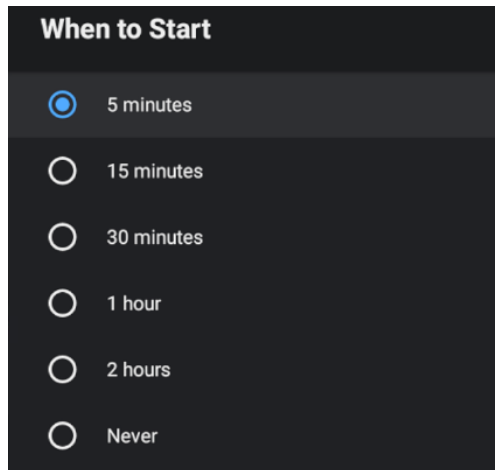 When to Start
5 minutes
15 minutes
30 minutes
1 hour
2 hours
Never